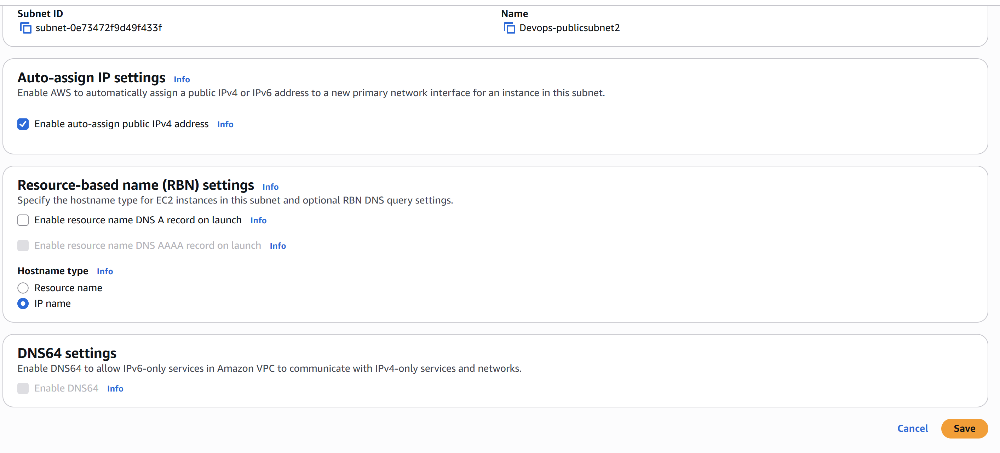 Subnet ID
subnet-0e73472f9d49f433f
Name
Devops-publicsubnet2
Auto-assign IP settings Info
Enable AWS to automatically assign a public IPv4 or IPv6 address to a new primary network interface for an instance in this subnet.
Enable auto-assign public IPv4 address Info
Resource-based name (RBN) settings Info
Specify the hostname type for EC2 instances in this subnet and optional RBN DNS query settings.
Enable resource name DNS A record on launch Info
Enable resource name DNS AAAA record on launch Info
Hostname type Info
Resource name
IP name
DNS64 settings
Enable DNS64 to allow IPv6-only services in Amazon VPC to communicate with IPv4-only services and networks.
Enable DNS64 Info
Cancel Save